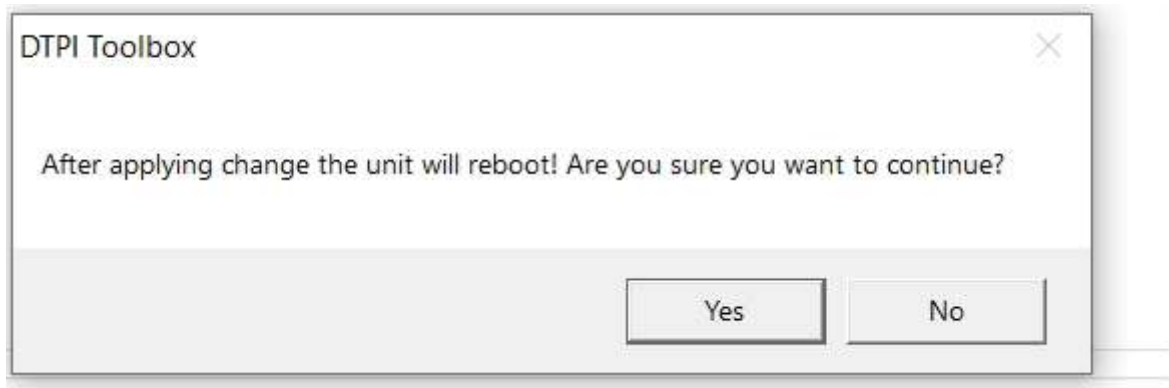 DTPI Toolbox
After applying change the unit will reboot! Are you sure you want to continue?
Yes
No